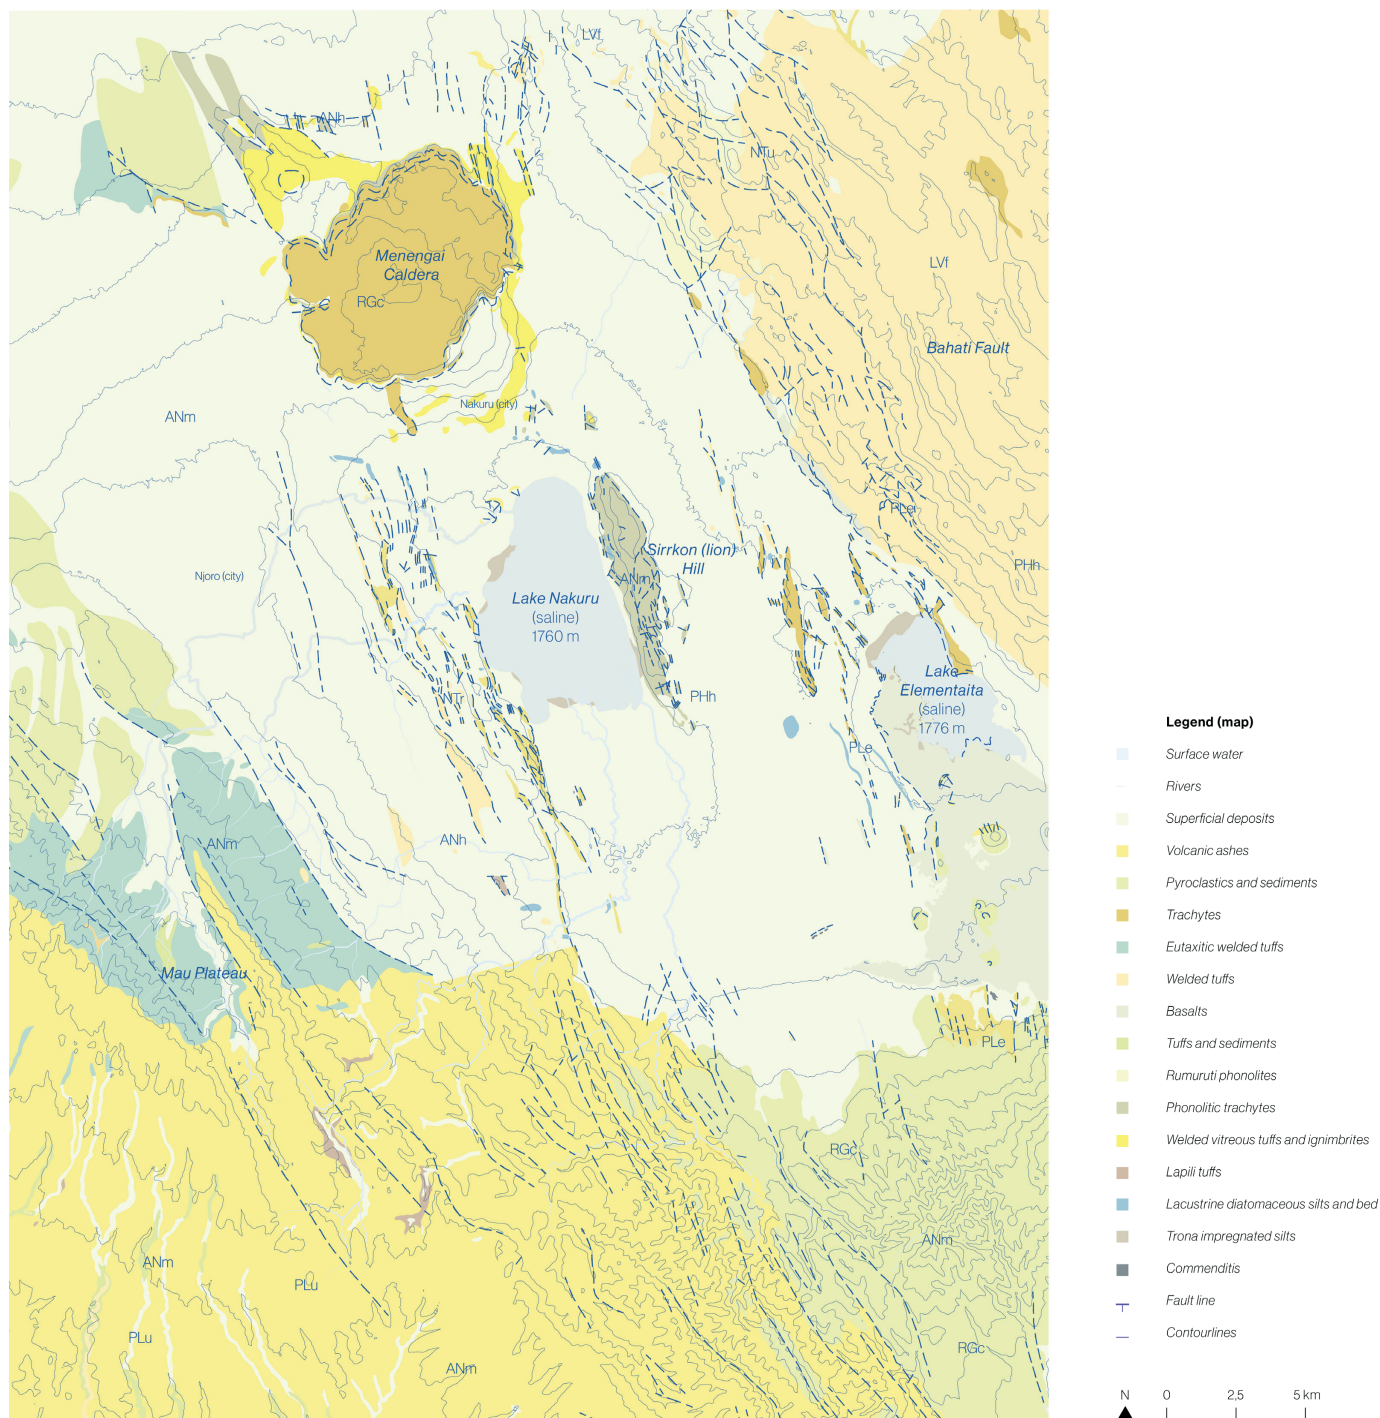 LVf
ANh
NTu
Menengai
Caldera
LVf
RGc
Bahati Fault
Nakuru (city)
ANm
PLe
Sirrkon (lion)
Hill
PHh
Njoro (city)
ANm
Lake Nakuru
(saline)
1760 m
Lake
Elementaita
(saline)
1776 m
PHh
PLe
ANh
ANm
Mau Plateau
PLe
RGc
ANm
ANm
PLu
PLu
RGc
ANm
Legend (map)
Surface water
Rivers
Superficial deposits
Volcanic ashes
Pyroclastics and sediments
Trachytes
Eutaxitic welded tuffs
Welded tuffs
Basalts
Tuffs and sediments
Rumuruti phonolites
Phonolitic trachytes
Welded vitreous tuffs and ignimbrites
Lapili tuffs
Lacustrine diatomaceous silts and bed
Trona impregnated silts
Commenditis
Fault line
Contourlines
N 0 2,5 5 km